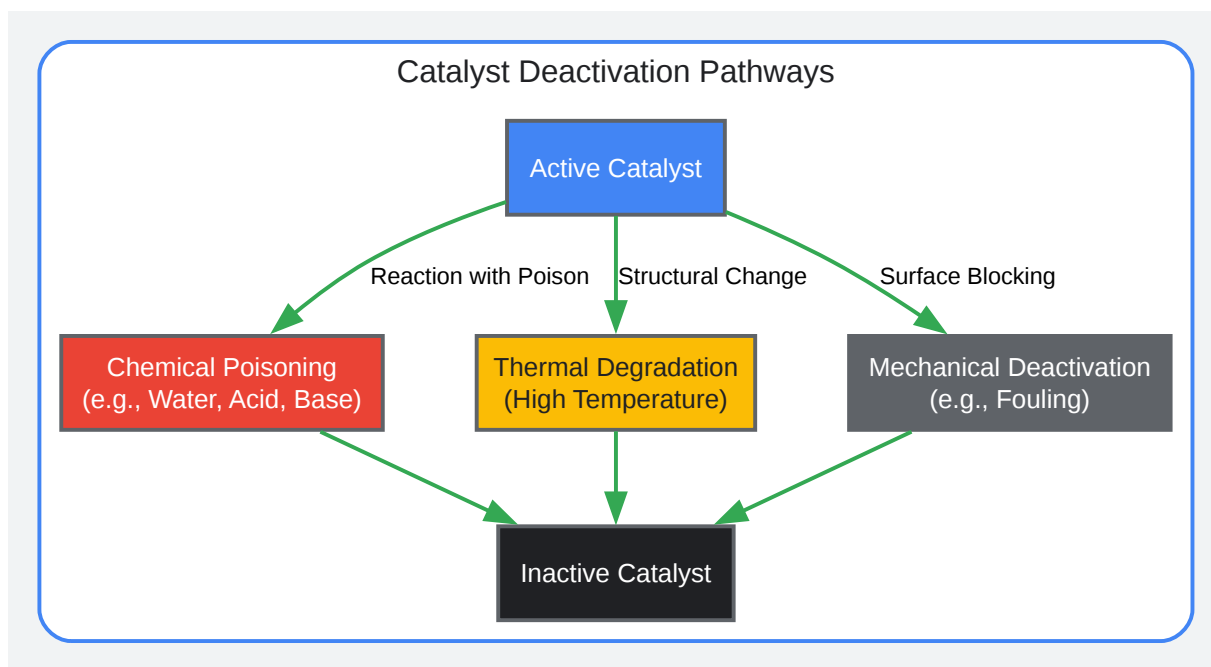 Catalyst Deactivation Pathways
Active Catalyst
Reaction with Poison
Structural Change
Surface Blocking
Chemical Poisoning
(e.g., Water, Acid, Base)
Thermal Degradation
(High Temperature)
Mechanical Deactivation
(e.g., Fouling)
Inactive Catalyst